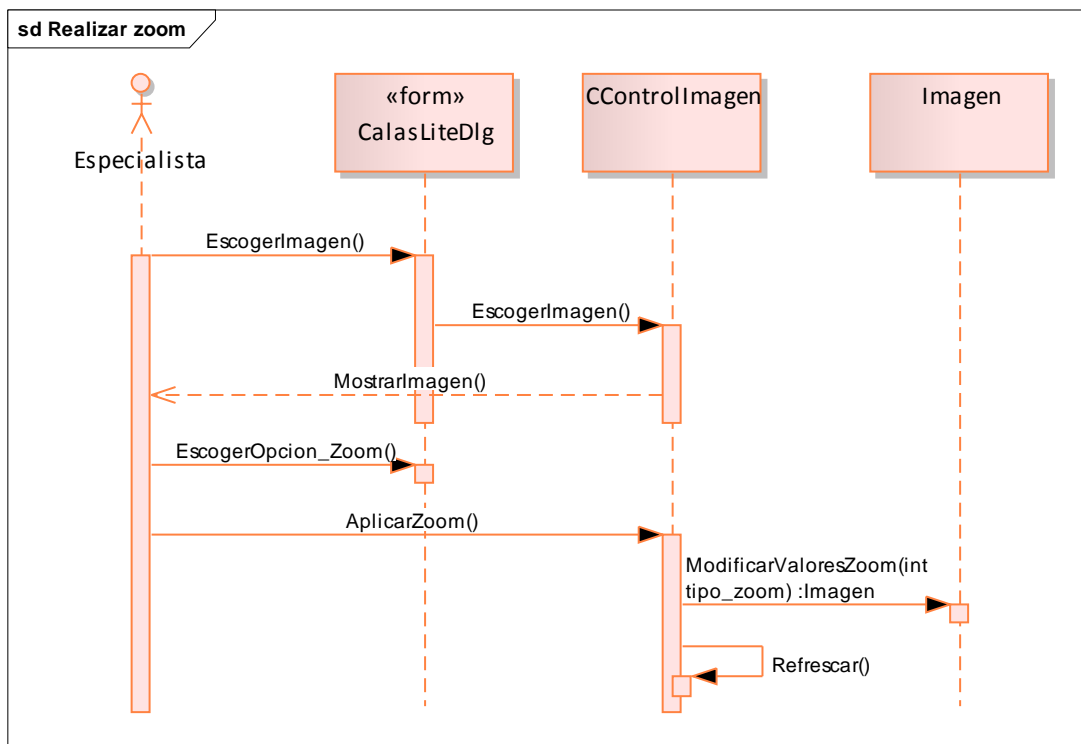 sd Realizar zoom
Especialista
«form»
CalasLiteDlg
CControlImagen
Imagen
EscogerImagen()
EscogerImagen()
MostrarImagen()
EscogerOpcion_Zoom()
AplicarZoom()
ModificarValoresZoom(int
tipo_zoom) :Imagen
Refrescar()